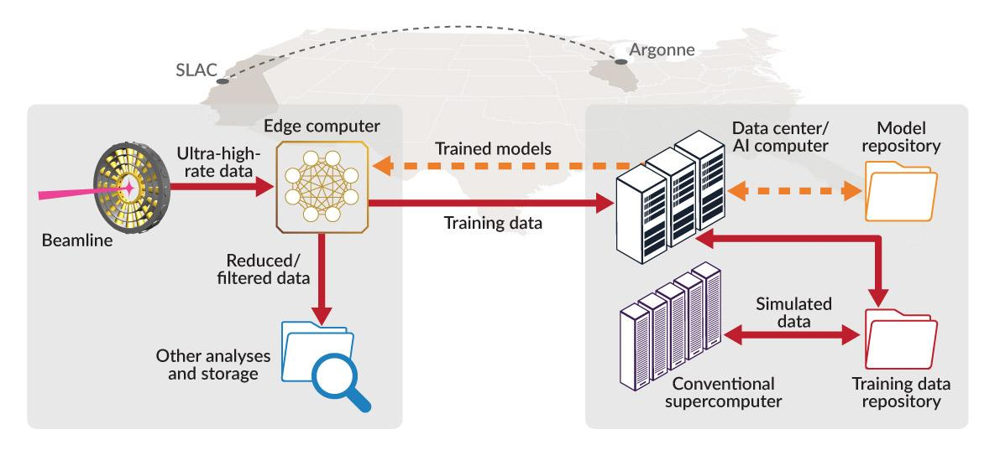 SLAC
Argonne
Edge computer
Ultra-high-
rate data
Beamline
Reduced/
filtered data
Other analyses
and storage
Trained models
Training data
Data center/
AI computer
Model
repository
Simulated
data
Conventional
supercomputer
Training data
repository